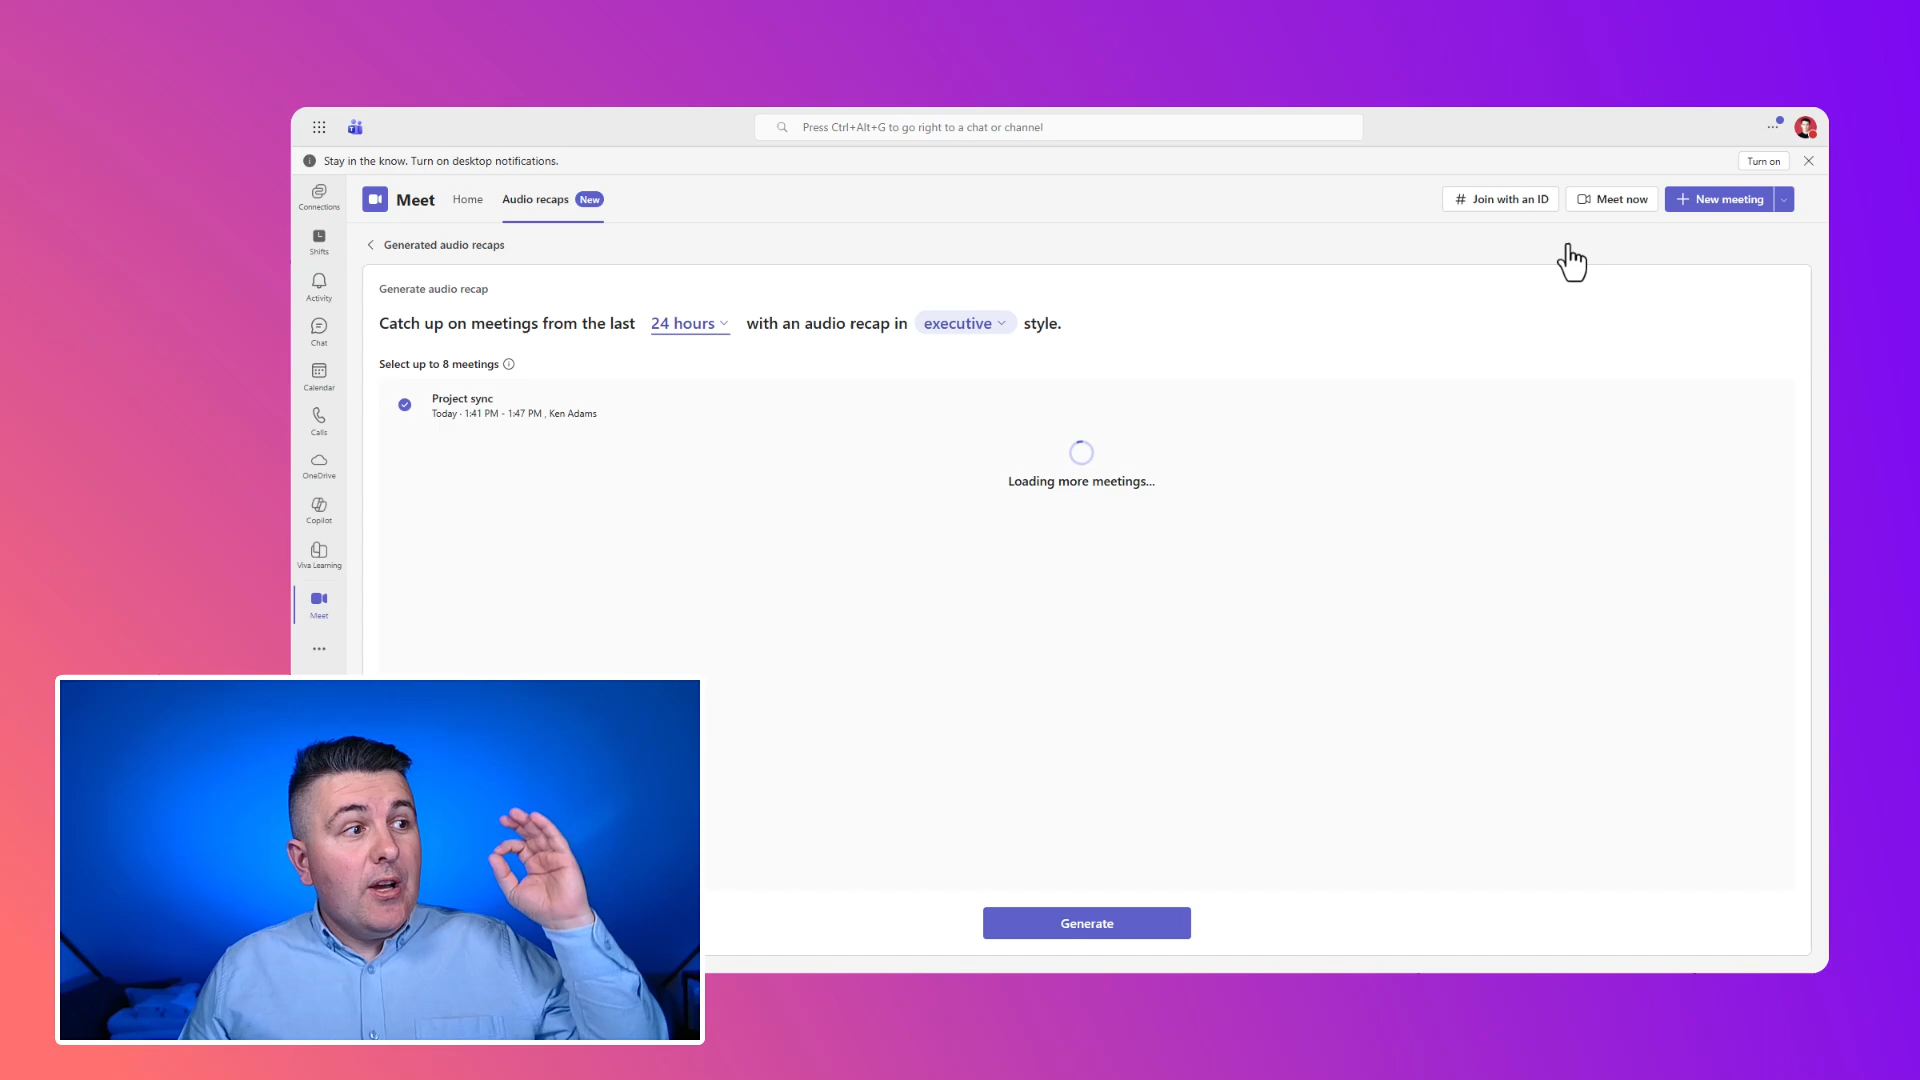 Press Ctrl+Alt+G to go right to a chat or channel
Stay in the know. Turn on desktop notifications.
Turn on
Connections
Shifts
Activity
Chat
Calendar
Calls
OneDrive
Copilot
Viva Learning
Meet
Meet
Home
Audio recaps
New
# Join with an ID
Meet now
+ New meeting
Generated audio recaps
Generate audio recap
Catch up on meetings from the last 24 hours with an audio recap in executive style.
Select up to 8 meetings
Project sync
Today · 1:41 PM - 1:47 PM , Ken Adams
Loading more meetings...
Generate